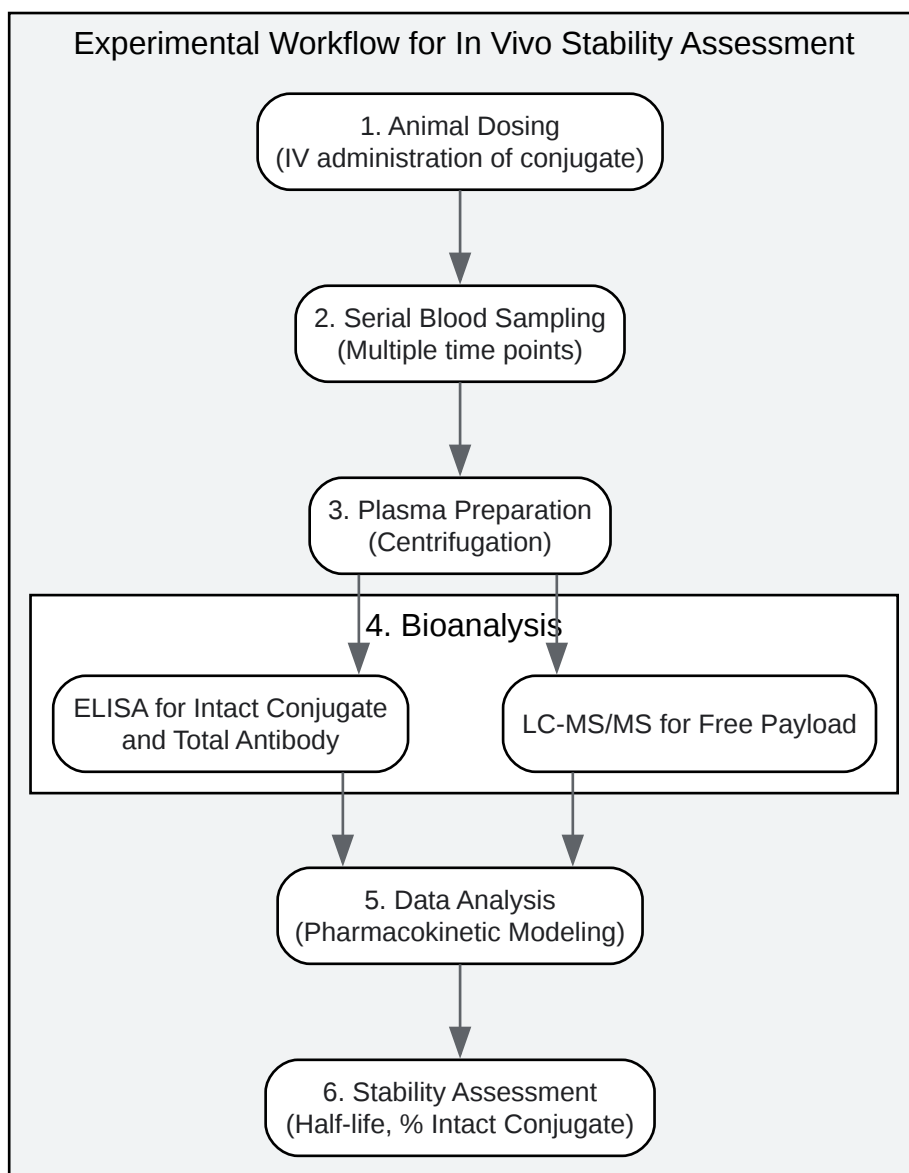 Experimental Workflow for In Vivo Stability Assessment
1. Animal Dosing
(IV administration of conjugate)
2. Serial Blood Sampling
(Multiple time points)
3. Plasma Preparation
(Centrifugation)
4. Bioanalysis
ELISA for Intact Conjugate
and Total Antibody
LC-MS/MS for Free Payload
5. Data Analysis
(Pharmacokinetic Modeling)
6. Stability Assessment
(Half-life, % Intact Conjugate)